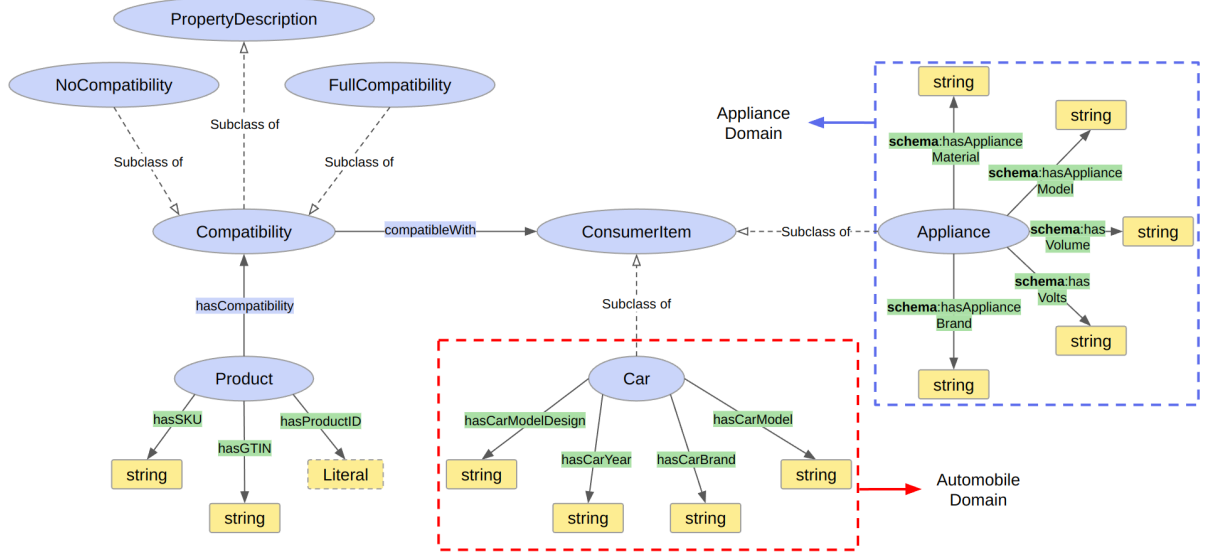 PropertyDescription
NoCompatibility
FullCompatibility
Subclass of
Subclass of
Subclass of
Compatibility
compatibleWith
ConsumerItem
Subclass of
Appliance
Appliance
Domain
string
schema:hasAppliance
Material
string
schema:hasAppliance
Model
schema:has
Volume
string
schema:has
Volts
string
schema:hasAppliance
Brand
string
hasCompatibility
Subclass of
Product
hasSKU
hasGTIN
hasProductID
string
string
Literal
Car
hasCarModelDesign
hasCarYear
hasCarBrand
hasCarModel
string
string
string
string
Automobile
Domain